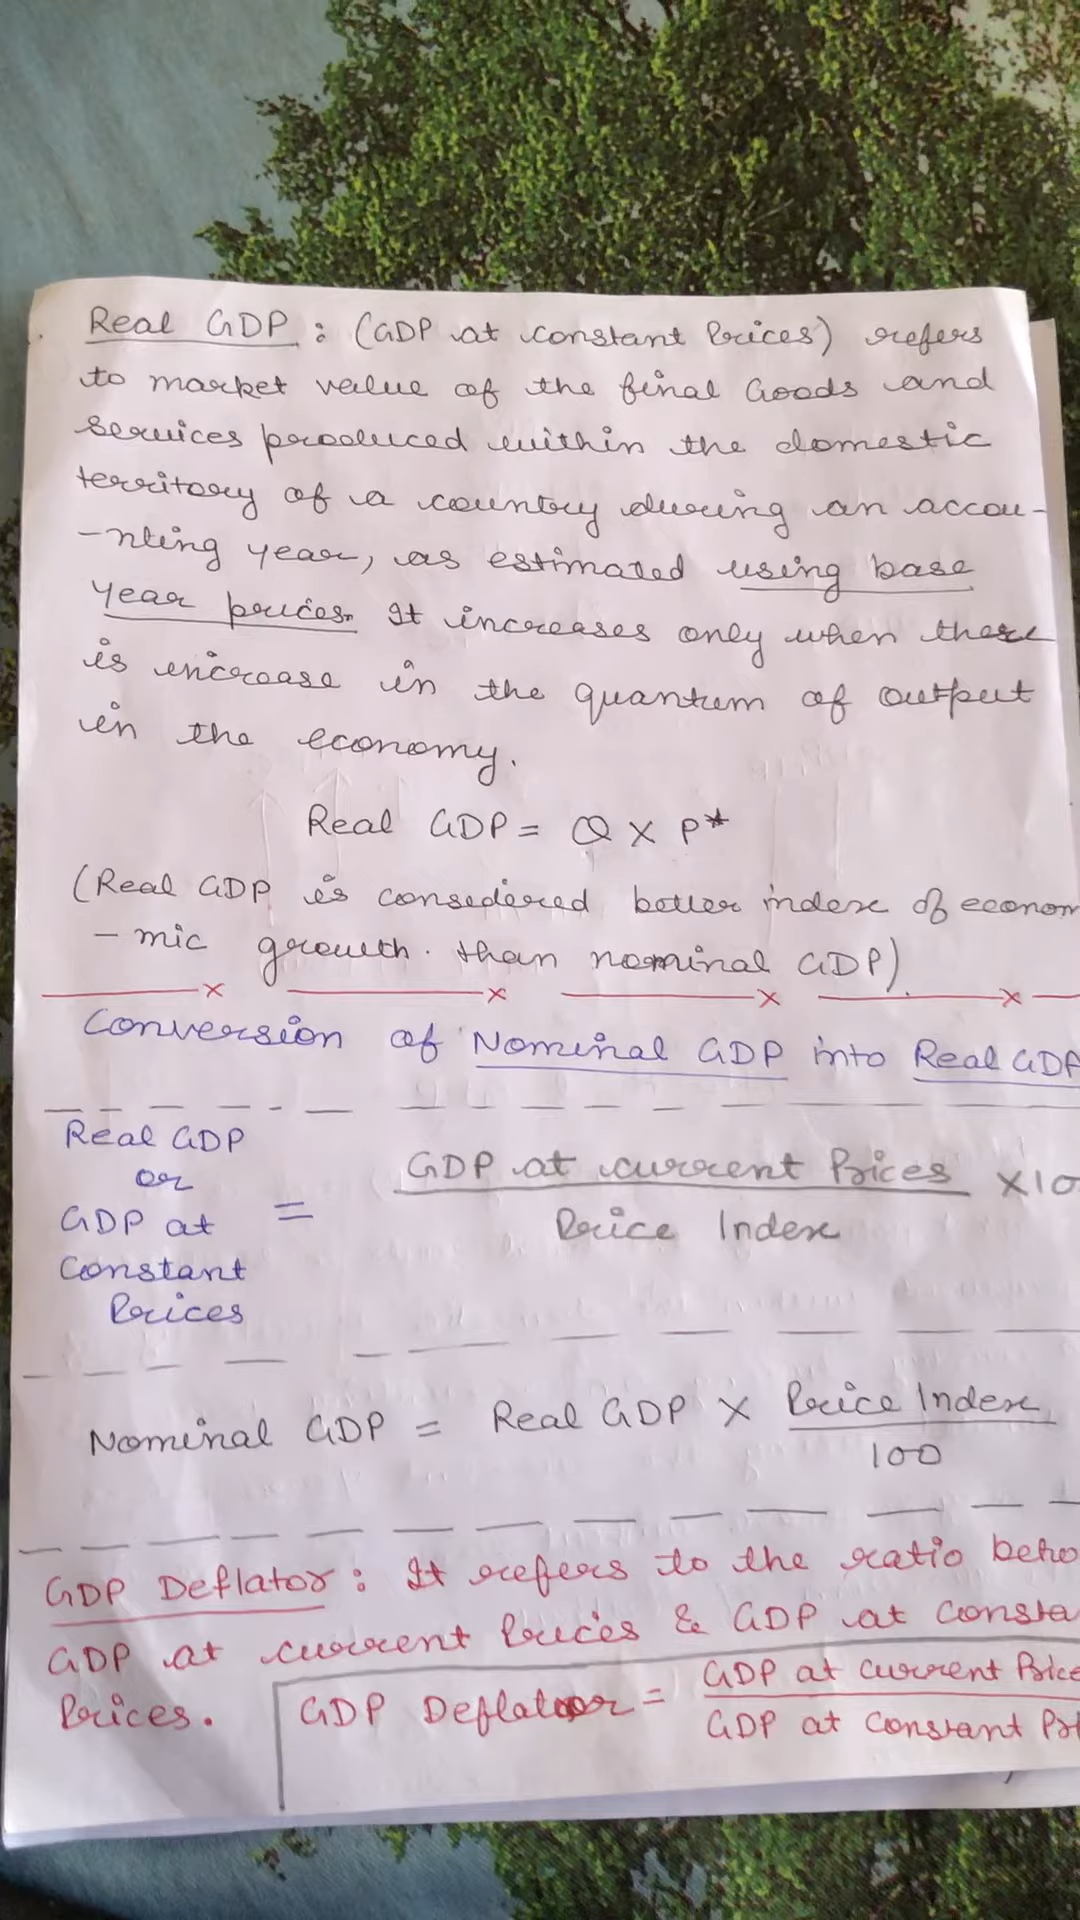 Real GDP : (GDP at constant Prices) refers
to market value of the final Goods and
services produced within the domestic
territory of a country during an accou-
-nting year, as estimated using base
year prices. It increases only when there
is increase in the quantum of output
in the economy.
Real GDP = Q X P*
(Real GDP is considered better index of econom
- mic growth. than nominal GDP).
Conversion of Nominal GDP into Real GDP
Real GDP
or
GDP at
Constant
Prices
=
GDP at current Prices X10
Price Index
Nominal GDP = Real GDP X Price Index
100
GDP Deflator : It refers to the ratio betw
GDP at current Prices & GDP at Consta
Prices.
GDP Deflator = GDP at current Price
GDP at Constant Pri